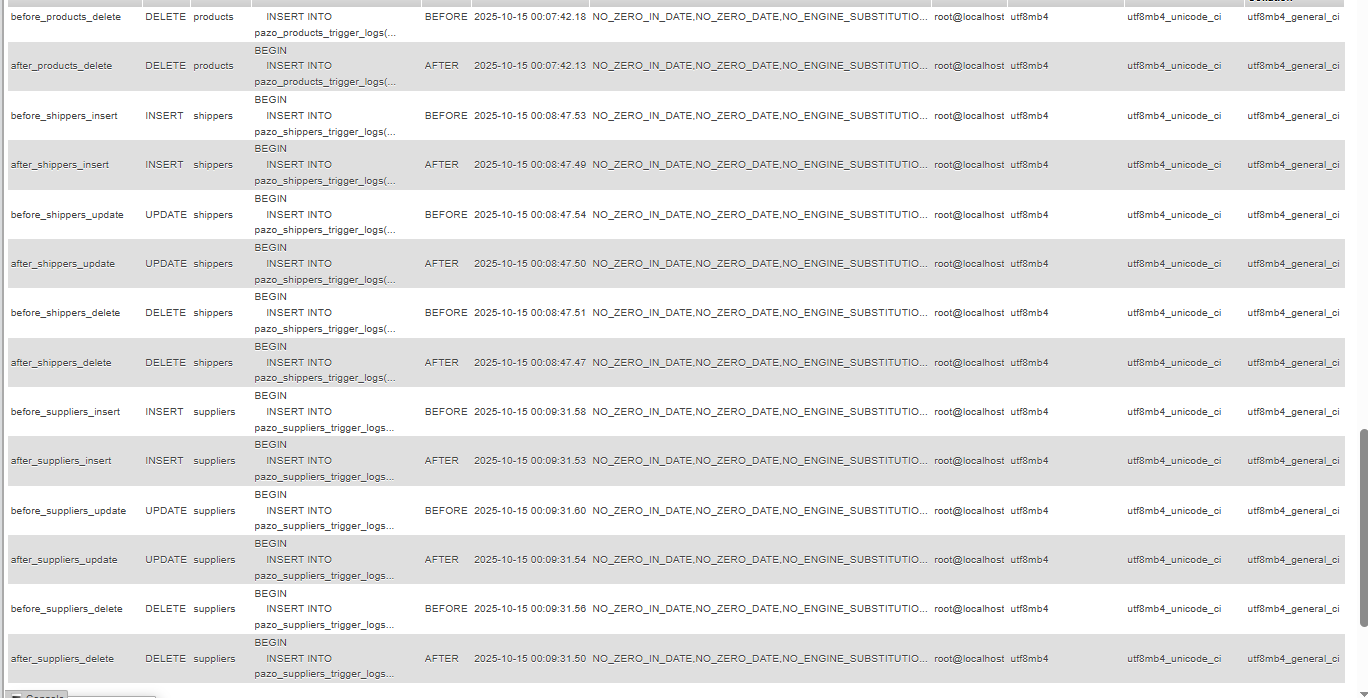 before_products_delete DELETE products INSERT INTO BEFORE 2025-10-15 00:07:42.18 NO_ZERO_IN_DATE,NO_ZERO_DATE,NO_ENGINE_SUBSTITUTIO... root@localhost utf8mb4 utf8mb4_unicode_ci utf8mb4_general_ci
pazo_products_trigger_logs(...
BEGIN
after_products_delete DELETE products INSERT INTO AFTER 2025-10-15 00:07:42.13 NO_ZERO_IN_DATE,NO_ZERO_DATE,NO_ENGINE_SUBSTITUTIO... root@localhost utf8mb4 utf8mb4_unicode_ci utf8mb4_general_ci
pazo_products_trigger_logs(...
BEGIN
before_shippers_insert INSERT shippers INSERT INTO BEFORE 2025-10-15 00:08:47.53 NO_ZERO_IN_DATE,NO_ZERO_DATE,NO_ENGINE_SUBSTITUTIO... root@localhost utf8mb4 utf8mb4_unicode_ci utf8mb4_general_ci
pazo_shippers_trigger_logs(...
BEGIN
after_shippers_insert INSERT shippers INSERT INTO AFTER 2025-10-15 00:08:47.49 NO_ZERO_IN_DATE,NO_ZERO_DATE,NO_ENGINE_SUBSTITUTIO... root@localhost utf8mb4 utf8mb4_unicode_ci utf8mb4_general_ci
pazo_shippers_trigger_logs(...
BEGIN
before_shippers_update UPDATE shippers INSERT INTO BEFORE 2025-10-15 00:08:47.54 NO_ZERO_IN_DATE,NO_ZERO_DATE,NO_ENGINE_SUBSTITUTIO... root@localhost utf8mb4 utf8mb4_unicode_ci utf8mb4_general_ci
pazo_shippers_trigger_logs(...
BEGIN
after_shippers_update UPDATE shippers INSERT INTO AFTER 2025-10-15 00:08:47.50 NO_ZERO_IN_DATE,NO_ZERO_DATE,NO_ENGINE_SUBSTITUTIO... root@localhost utf8mb4 utf8mb4_unicode_ci utf8mb4_general_ci
pazo_shippers_trigger_logs(...
BEGIN
before_shippers_delete DELETE shippers INSERT INTO BEFORE 2025-10-15 00:08:47.51 NO_ZERO_IN_DATE,NO_ZERO_DATE,NO_ENGINE_SUBSTITUTIO... root@localhost utf8mb4 utf8mb4_unicode_ci utf8mb4_general_ci
pazo_shippers_trigger_logs(...
BEGIN
after_shippers_delete DELETE shippers INSERT INTO AFTER 2025-10-15 00:08:47.47 NO_ZERO_IN_DATE,NO_ZERO_DATE,NO_ENGINE_SUBSTITUTIO... root@localhost utf8mb4 utf8mb4_unicode_ci utf8mb4_general_ci
pazo_shippers_trigger_logs(...
BEGIN
before_suppliers_insert INSERT suppliers INSERT INTO BEFORE 2025-10-15 00:09:31.58 NO_ZERO_IN_DATE,NO_ZERO_DATE,NO_ENGINE_SUBSTITUTIO... root@localhost utf8mb4 utf8mb4_unicode_ci utf8mb4_general_ci
pazo_suppliers_trigger_logs...
BEGIN
after_suppliers_insert INSERT suppliers INSERT INTO AFTER 2025-10-15 00:09:31.53 NO_ZERO_IN_DATE,NO_ZERO_DATE,NO_ENGINE_SUBSTITUTIO... root@localhost utf8mb4 utf8mb4_unicode_ci utf8mb4_general_ci
pazo_suppliers_trigger_logs...
BEGIN
before_suppliers_update UPDATE suppliers INSERT INTO BEFORE 2025-10-15 00:09:31.60 NO_ZERO_IN_DATE,NO_ZERO_DATE,NO_ENGINE_SUBSTITUTIO... root@localhost utf8mb4 utf8mb4_unicode_ci utf8mb4_general_ci
pazo_suppliers_trigger_logs...
BEGIN
after_suppliers_update UPDATE suppliers INSERT INTO AFTER 2025-10-15 00:09:31.54 NO_ZERO_IN_DATE,NO_ZERO_DATE,NO_ENGINE_SUBSTITUTIO... root@localhost utf8mb4 utf8mb4_unicode_ci utf8mb4_general_ci
pazo_suppliers_trigger_logs...
BEGIN
before_suppliers_delete DELETE suppliers INSERT INTO BEFORE 2025-10-15 00:09:31.56 NO_ZERO_IN_DATE,NO_ZERO_DATE,NO_ENGINE_SUBSTITUTIO... root@localhost utf8mb4 utf8mb4_unicode_ci utf8mb4_general_ci
pazo_suppliers_trigger_logs...
BEGIN
after_suppliers_delete DELETE suppliers INSERT INTO AFTER 2025-10-15 00:09:31.50 NO_ZERO_IN_DATE,NO_ZERO_DATE,NO_ENGINE_SUBSTITUTIO... root@localhost utf8mb4 utf8mb4_unicode_ci utf8mb4_general_ci
pazo_suppliers_trigger_logs...